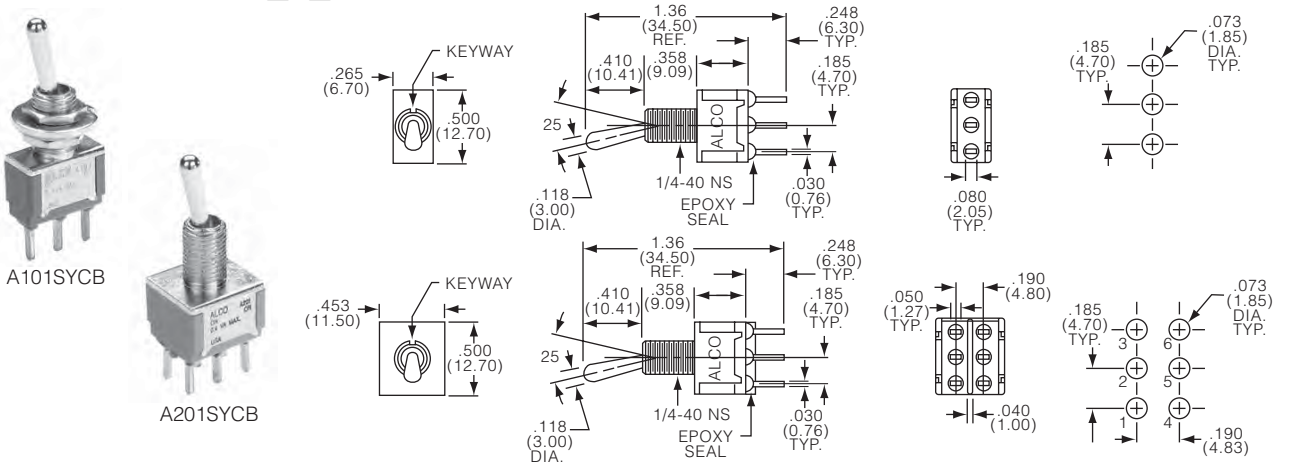 1.36
(34.50)
REF.
.248
(6.30)
TYP.
.073
(1.85)
DIA.
TYP.
KEYWAY
.265
(6.70)
.410
(10.41)
.358
(9.09)
.185
(4.70)
TYP.
.185
(4.70)
TYP.
.500
(12.70)
25
ALCO
.118
(3.00)
DIA.
1/4-40 NS
EPOXY
SEAL
.030
(0.76)
TYP.
.080
(2.05)
TYP.
A101SYCB
1.36
(34.50)
REF.
.248
(6.30)
TYP.
KEYWAY
.453
(11.50)
.410
(10.41)
.358
(9.09)
.185
(4.70)
TYP.
.050
(1.27)
TYP.
.190
(4.80)
.185
(4.70)
TYP.
.073
(1.85)
DIA.
TYP.
.500
(12.70)
25
ALCO
3
6
2
5
1
4
.118
(3.00)
DIA.
1/4-40 NS
EPOXY
SEAL
.030
(0.76)
TYP.
.040
(1.00)
.190
(4.83)
ALCO A201
ON ON
USA
A201SYCB